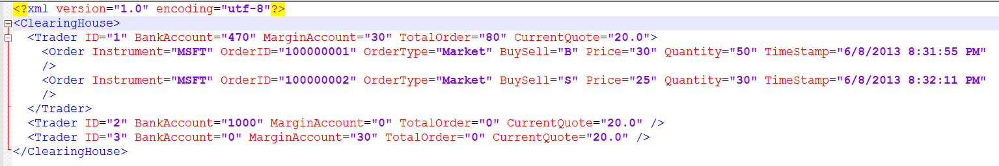 <?xml version="1.0" encoding="utf-8"?>
<ClearingHouse>
<Trader ID="1" BankAccount="470" MarginAccount="30" TotalOrder="80" CurrentQuote="20.0">
<Order Instrument="MSFT" OrderID="100000001" OrderType="Market" BuySell="B" Price="30" Quantity="50" TimeStamp="6/8/2013 8:31:55 PM"
/>
<Order Instrument="MSFT" OrderID="100000002" OrderType="Market" BuySell="S" Price="25" Quantity="30" TimeStamp="6/8/2013 8:32:11 PM"
/>
</Trader>
<Trader ID="2" BankAccount="1000" MarginAccount="0" TotalOrder="0" CurrentQuote="20.0" />
<Trader ID="3" BankAccount="0" MarginAccount="30" TotalOrder="0" CurrentQuote="20.0" />
</ClearingHouse>